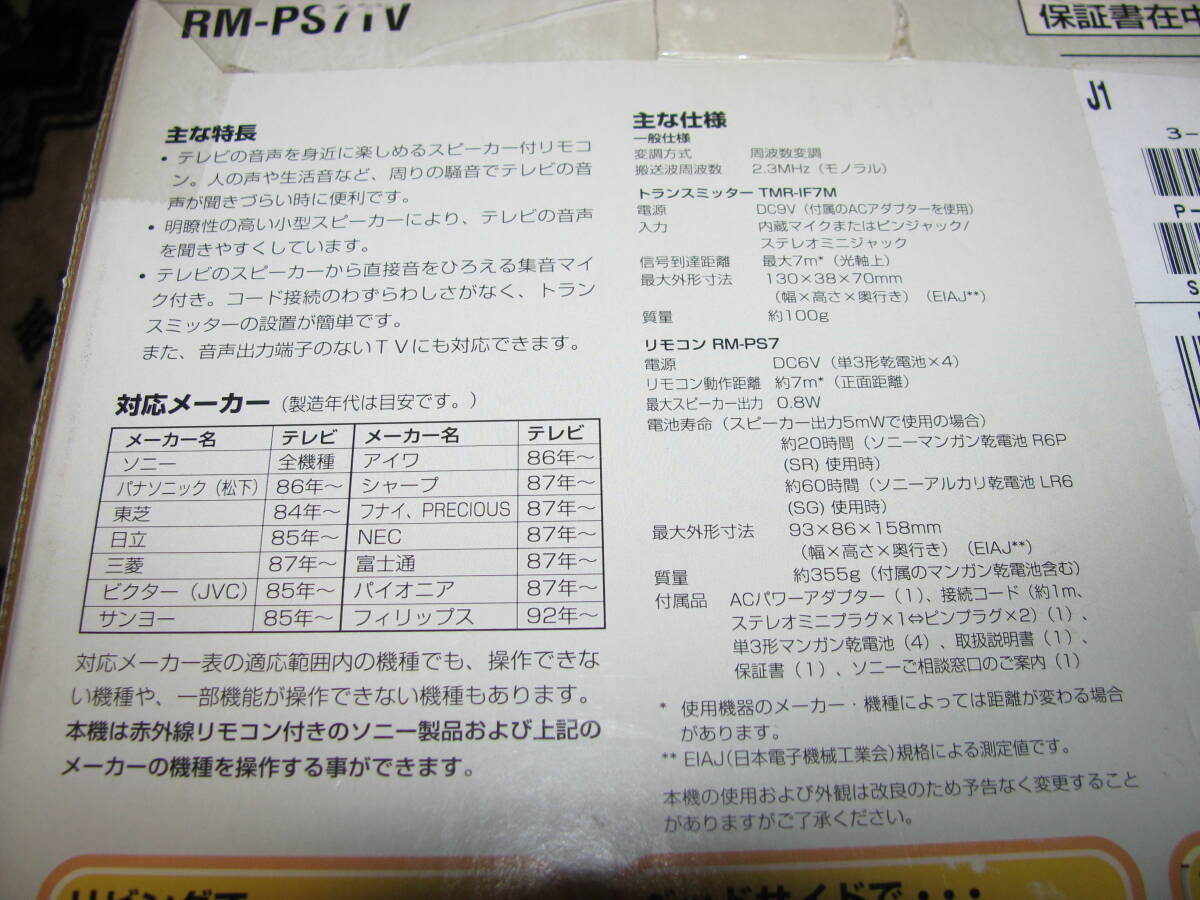 RM-PS7TV
保証書在中
主な特長
・テレビの音声を身近に楽しめるスピーカー付リモコ
ン。人の声や生活音など、周りの騒音でテレビの音
声が聞きづらい時に便利です。
・明瞭性の高い小型スピーカーにより、テレビの音声
を聞きやすくしています。
・テレビのスピーカーから直接音をひろえる集音マイ
ク付き。コード接続のわずらわしさがなく、トラン
スミッターの設置が簡単です。
また、音声出力端子のないTVにも対応できます。
対応メーカー（製造年代は目安です。）
メーカー名 テレビ メーカー名 テレビ
ソニー 全機種 アイワ 86年～
パナソニック（松下） 86年～ シャープ 87年～
東芝 84年～ フナイ、PRECIOUS 87年～
日立 85年～ NEC 87年～
三菱 87年～ 富士通 87年～
ビクター（JVC） 85年～ パイオニア 87年～
サンヨー 85年～ フィリップス 92年～
対応メーカー表の適応範囲内の機種でも、操作できな
い機種や、一部機能が操作できない機種もあります。
本機は赤外線リモコン付きのソニー製品および上記の
メーカーの機種を操作する事ができます。
主な仕様
一般仕様
変調方式 周波数変調
搬送波周波数 2.3MHz（モノラル）
トランスミッター TMR-IF7M
電源 DC9V（付属のACアダプターを使用）
入力 内蔵マイクまたはピンジャック/
ステレオミニジャック
信号到達距離 最大7m*（光軸上）
最大外形寸法 130×38×70mm
（幅×高さ×奥行き）（EIAJ**）
質量 約100g
リモコン RM-PS7
電源 DC6V（単3形乾電池×4）
リモコン動作距離 約7m*（正面距離）
最大スピーカー出力 0.8W
電池寿命（スピーカー出力5mWで使用の場合）
約20時間（ソニーマンガン乾電池 R6P
(SR) 使用時）
約60時間（ソニーアルカリ乾電池 LR6
(SG) 使用時）
最大外形寸法 93×86×158mm
（幅×高さ×奥行き）（EIAJ**）
質量 約355g（付属のマンガン乾電池含む）
付属品 ACパワーアダプター（1）、接続コード（約1m、
ステレオミニプラグ×1⇔ピンプラグ×2）（1）、
単3形マンガン乾電池（4）、取扱説明書（1）、
保証書（1）、ソニーご相談窓口のご案内（1）
* 使用機器のメーカー・機種によっては距離が変わる場合
があります。
** EIAJ(日本電子機械工業会)規格による測定値です。
本機の使用および外観は改良のため予告なく変更すること
がありますがご了承ください。
J1
3-
P-
S
リビングで
ベッドサイドで・・・